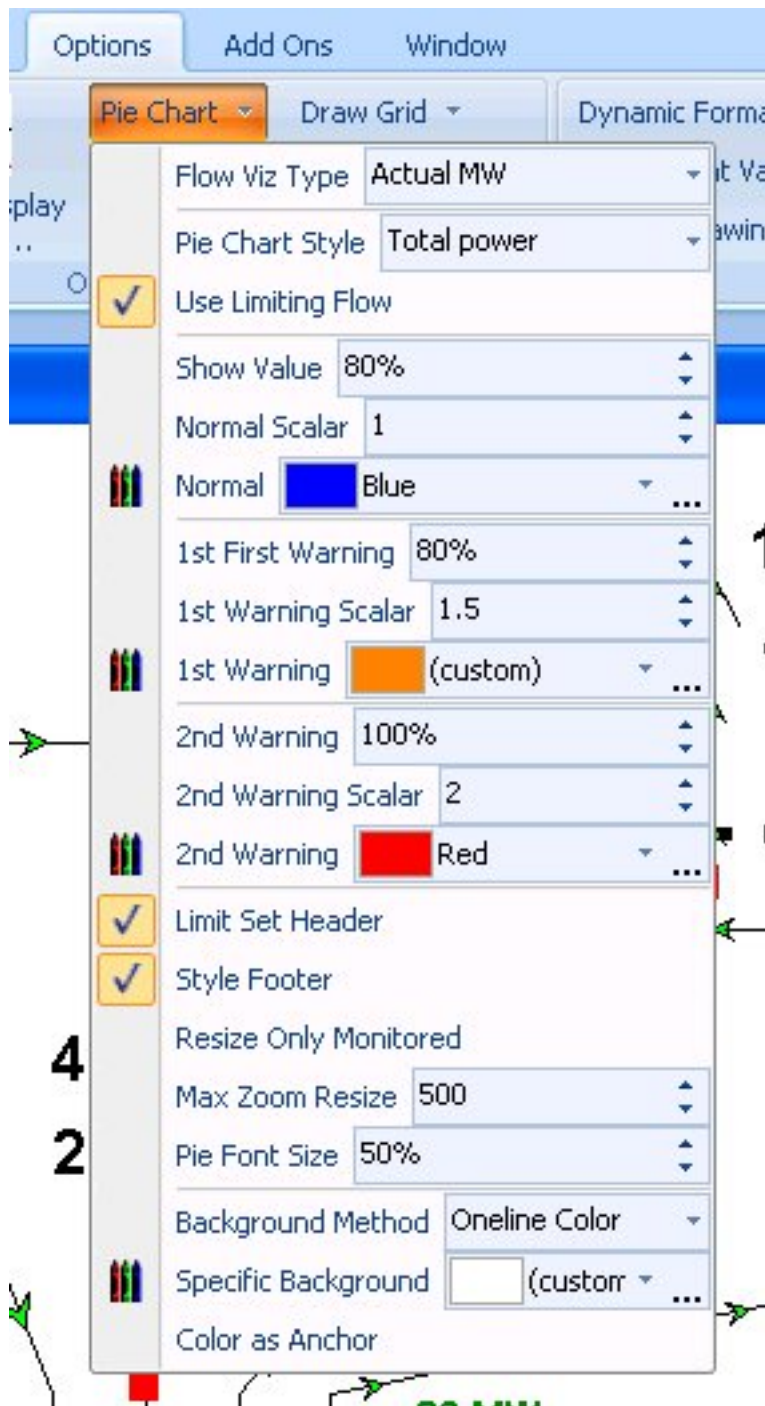 Options Add Ons Window
Pie Chart Draw Grid Dynamic Forma
Flow Viz Type Actual MW
Pie Chart Style Total power
Use Limiting Flow
Show Value 80%
Normal Scalar 1
Normal Blue ...
1st First Warning 80%
1st Warning Scalar 1.5
1st Warning (custom) ...
2nd Warning 100%
2nd Warning Scalar 2
2nd Warning Red ...
Limit Set Header
Style Footer
Resize Only Monitored
4
Max Zoom Resize 500
2
Pie Font Size 50%
Background Method Oneline Color
Specific Background (custom ...
Color as Anchor